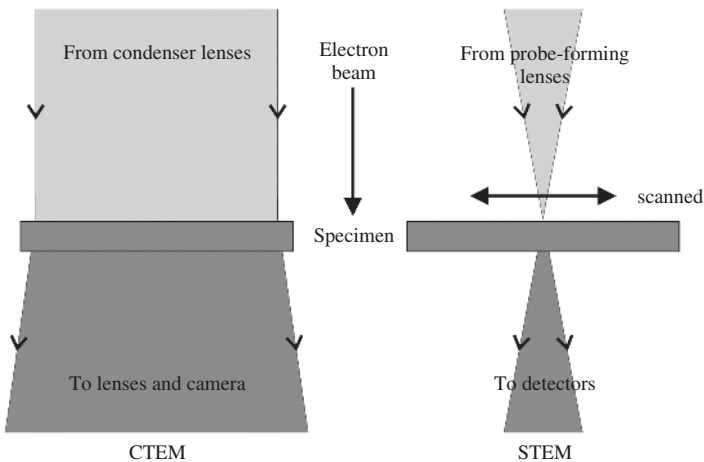 From condenser lenses
Electron
beam
From probe-forming
lenses
scanned
Specimen
To lenses and camera
To detectors
CTEM
STEM